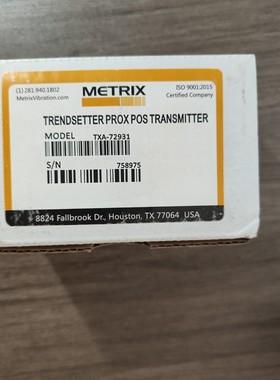 (1) 281.940.1802
MetrixVibration.com
METRIX
ISO 9001:2015
Certified Company
TRENDSETTER PROX POS TRANSMITTER
MODEL TXA-72931
S/N 758975
8824 Fallbrook Dr., Houston, TX 77064 USA